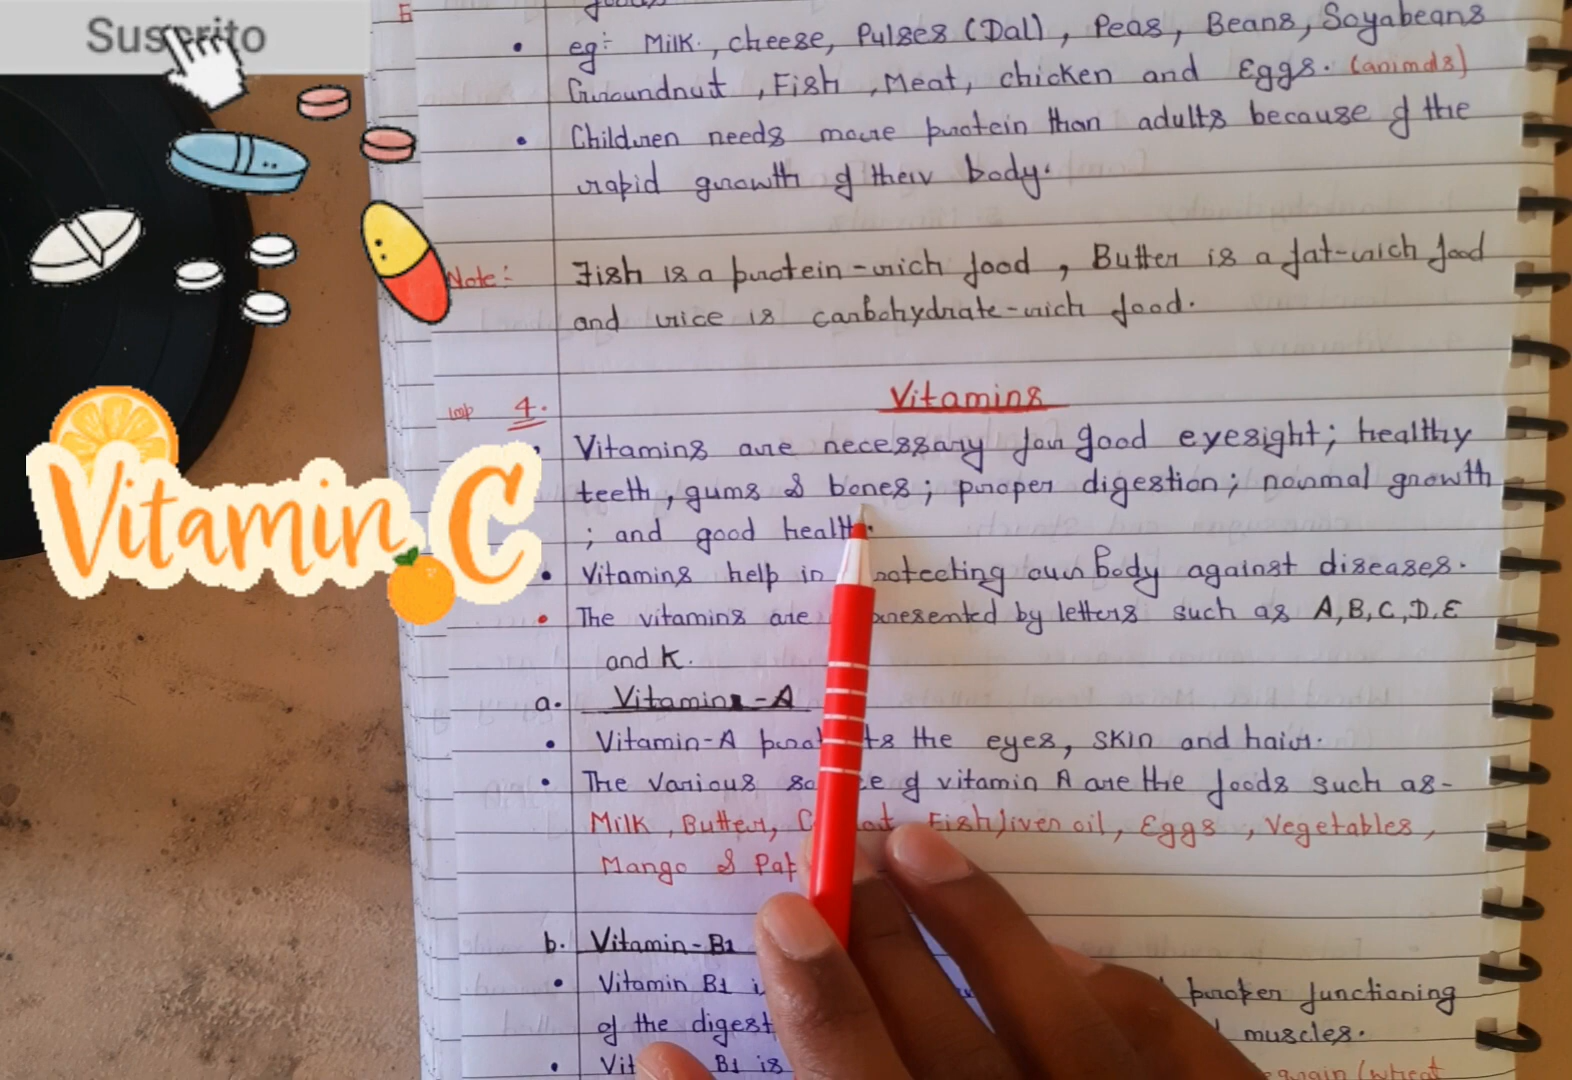 Suscrito
E
eg:- Milk, cheese, Pulses (Dal), Peas, Beans, Soyabeans
Groundnut, Fish, Meat, chicken and Eggs. (animals)
Children needs more protein than adults because of the
rapid growth of their body.
Note:- Fish is a protein-rich food, Butter is a fat-rich food
and rice is carbohydrate-rich food.
Imp 4. Vitamins
Vitamins are necessary for good eyesight; healthy
teeth, gums & bones; proper digestion; normal growth
; and good health.
Vitamin C
Vitamins help in protecting our Body against diseases.
The vitamins are represented by letters such as A, B, C, D, E
and K.
a. Vitamin-A
Vitamin-A protects the eyes, skin and hair.
The various source of vitamin A are the foods such as-
Milk, Butter, Fish liver oil, Eggs, Vegetables,
Mango &
b. Vitamin-B1
Vitamin B1 proper functioning
of the muscles.
B1 is (wheat